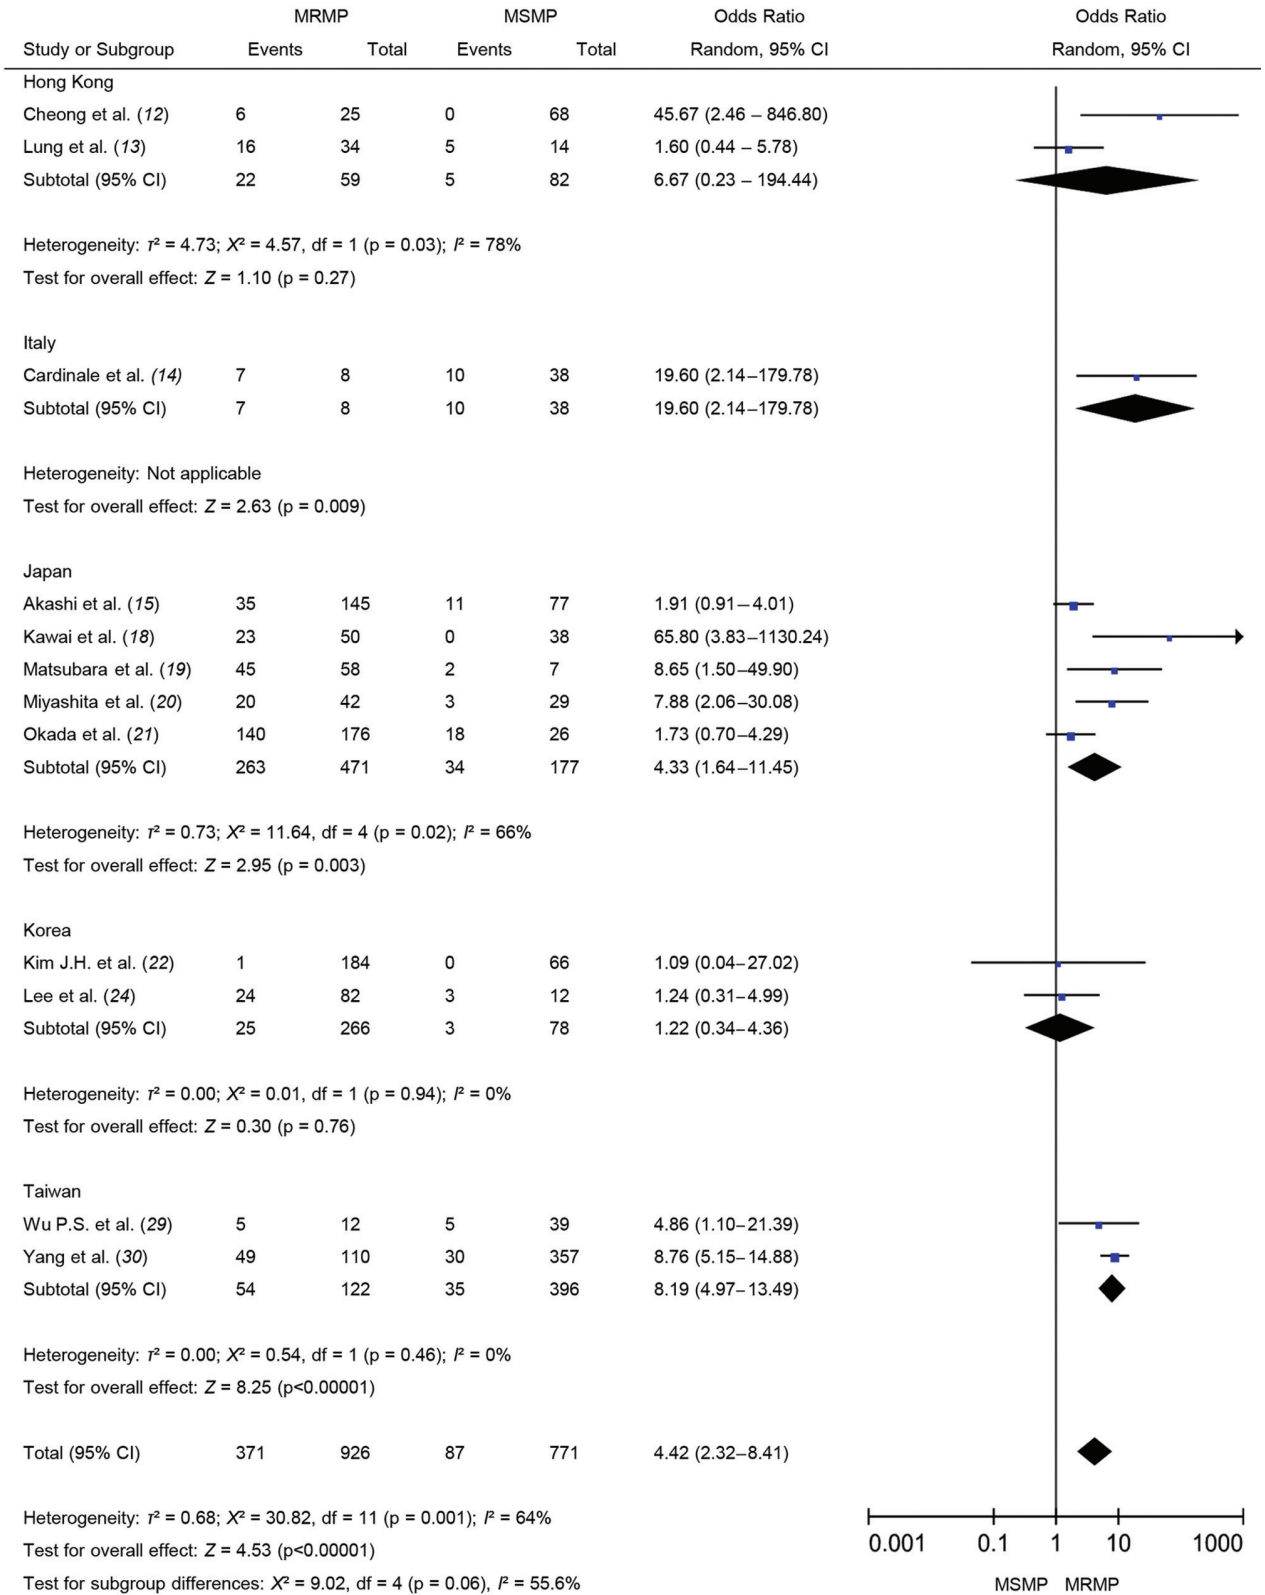 MRMP MSMP Odds Ratio Odds Ratio
Study or Subgroup Events Total Events Total Random, 95% CI Random, 95% CI
Hong Kong
Cheong et al. (12) 6 25 0 68 45.67 (2.46 – 846.80)
Lung et al. (13) 16 34 5 14 1.60 (0.44 – 5.78)
Subtotal (95% CI) 22 59 5 82 6.67 (0.23 – 194.44)
Heterogeneity: τ² = 4.73; X² = 4.57, df = 1 (p = 0.03); I² = 78%
Test for overall effect: Z = 1.10 (p = 0.27)
Italy
Cardinale et al. (14) 7 8 10 38 19.60 (2.14–179.78)
Subtotal (95% CI) 7 8 10 38 19.60 (2.14–179.78)
Heterogeneity: Not applicable
Test for overall effect: Z = 2.63 (p = 0.009)
Japan
Akashi et al. (15) 35 145 11 77 1.91 (0.91–4.01)
Kawai et al. (18) 23 50 0 38 65.80 (3.83–1130.24)
Matsubara et al. (19) 45 58 2 7 8.65 (1.50–49.90)
Miyashita et al. (20) 20 42 3 29 7.88 (2.06–30.08)
Okada et al. (21) 140 176 18 26 1.73 (0.70–4.29)
Subtotal (95% CI) 263 471 34 177 4.33 (1.64–11.45)
Heterogeneity: τ² = 0.73; X² = 11.64, df = 4 (p = 0.02); I² = 66%
Test for overall effect: Z = 2.95 (p = 0.003)
Korea
Kim J.H. et al. (22) 1 184 0 66 1.09 (0.04–27.02)
Lee et al. (24) 24 82 3 12 1.24 (0.31–4.99)
Subtotal (95% CI) 25 266 3 78 1.22 (0.34–4.36)
Heterogeneity: τ² = 0.00; X² = 0.01, df = 1 (p = 0.94); I² = 0%
Test for overall effect: Z = 0.30 (p = 0.76)
Taiwan
Wu P.S. et al. (29) 5 12 5 39 4.86 (1.10–21.39)
Yang et al. (30) 49 110 30 357 8.76 (5.15–14.88)
Subtotal (95% CI) 54 122 35 396 8.19 (4.97–13.49)
Heterogeneity: τ² = 0.00; X² = 0.54, df = 1 (p = 0.46); I² = 0%
Test for overall effect: Z = 8.25 (p<0.00001)
Total (95% CI) 371 926 87 771 4.42 (2.32–8.41)
Heterogeneity: τ² = 0.68; X² = 30.82, df = 11 (p = 0.001); I² = 64%
Test for overall effect: Z = 4.53 (p<0.00001)
Test for subgroup differences: X² = 9.02, df = 4 (p = 0.06), I² = 55.6%
0.001 0.1 1 10 1000
MSMP MRMP